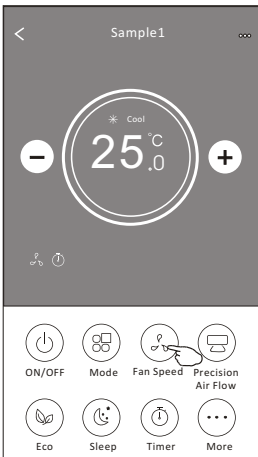 Sample1
Cool
25.0°C
ON/OFF Mode Fan Speed Precision Air Flow
Eco Sleep Timer More